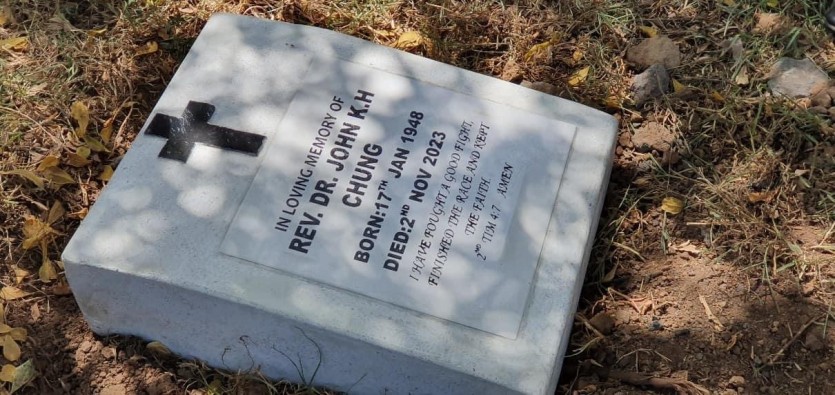 IN LOVING MEMORY OF
REV. DR. JOHN K.H
CHUNG
BORN:17TH JAN 1948
DIED:2ND NOV 2023
I HAVE FOUGHT A GOOD FIGHT,
FINISHED THE RACE AND KEPT
THE FAITH.
2ND TIM 4:7 AMEN